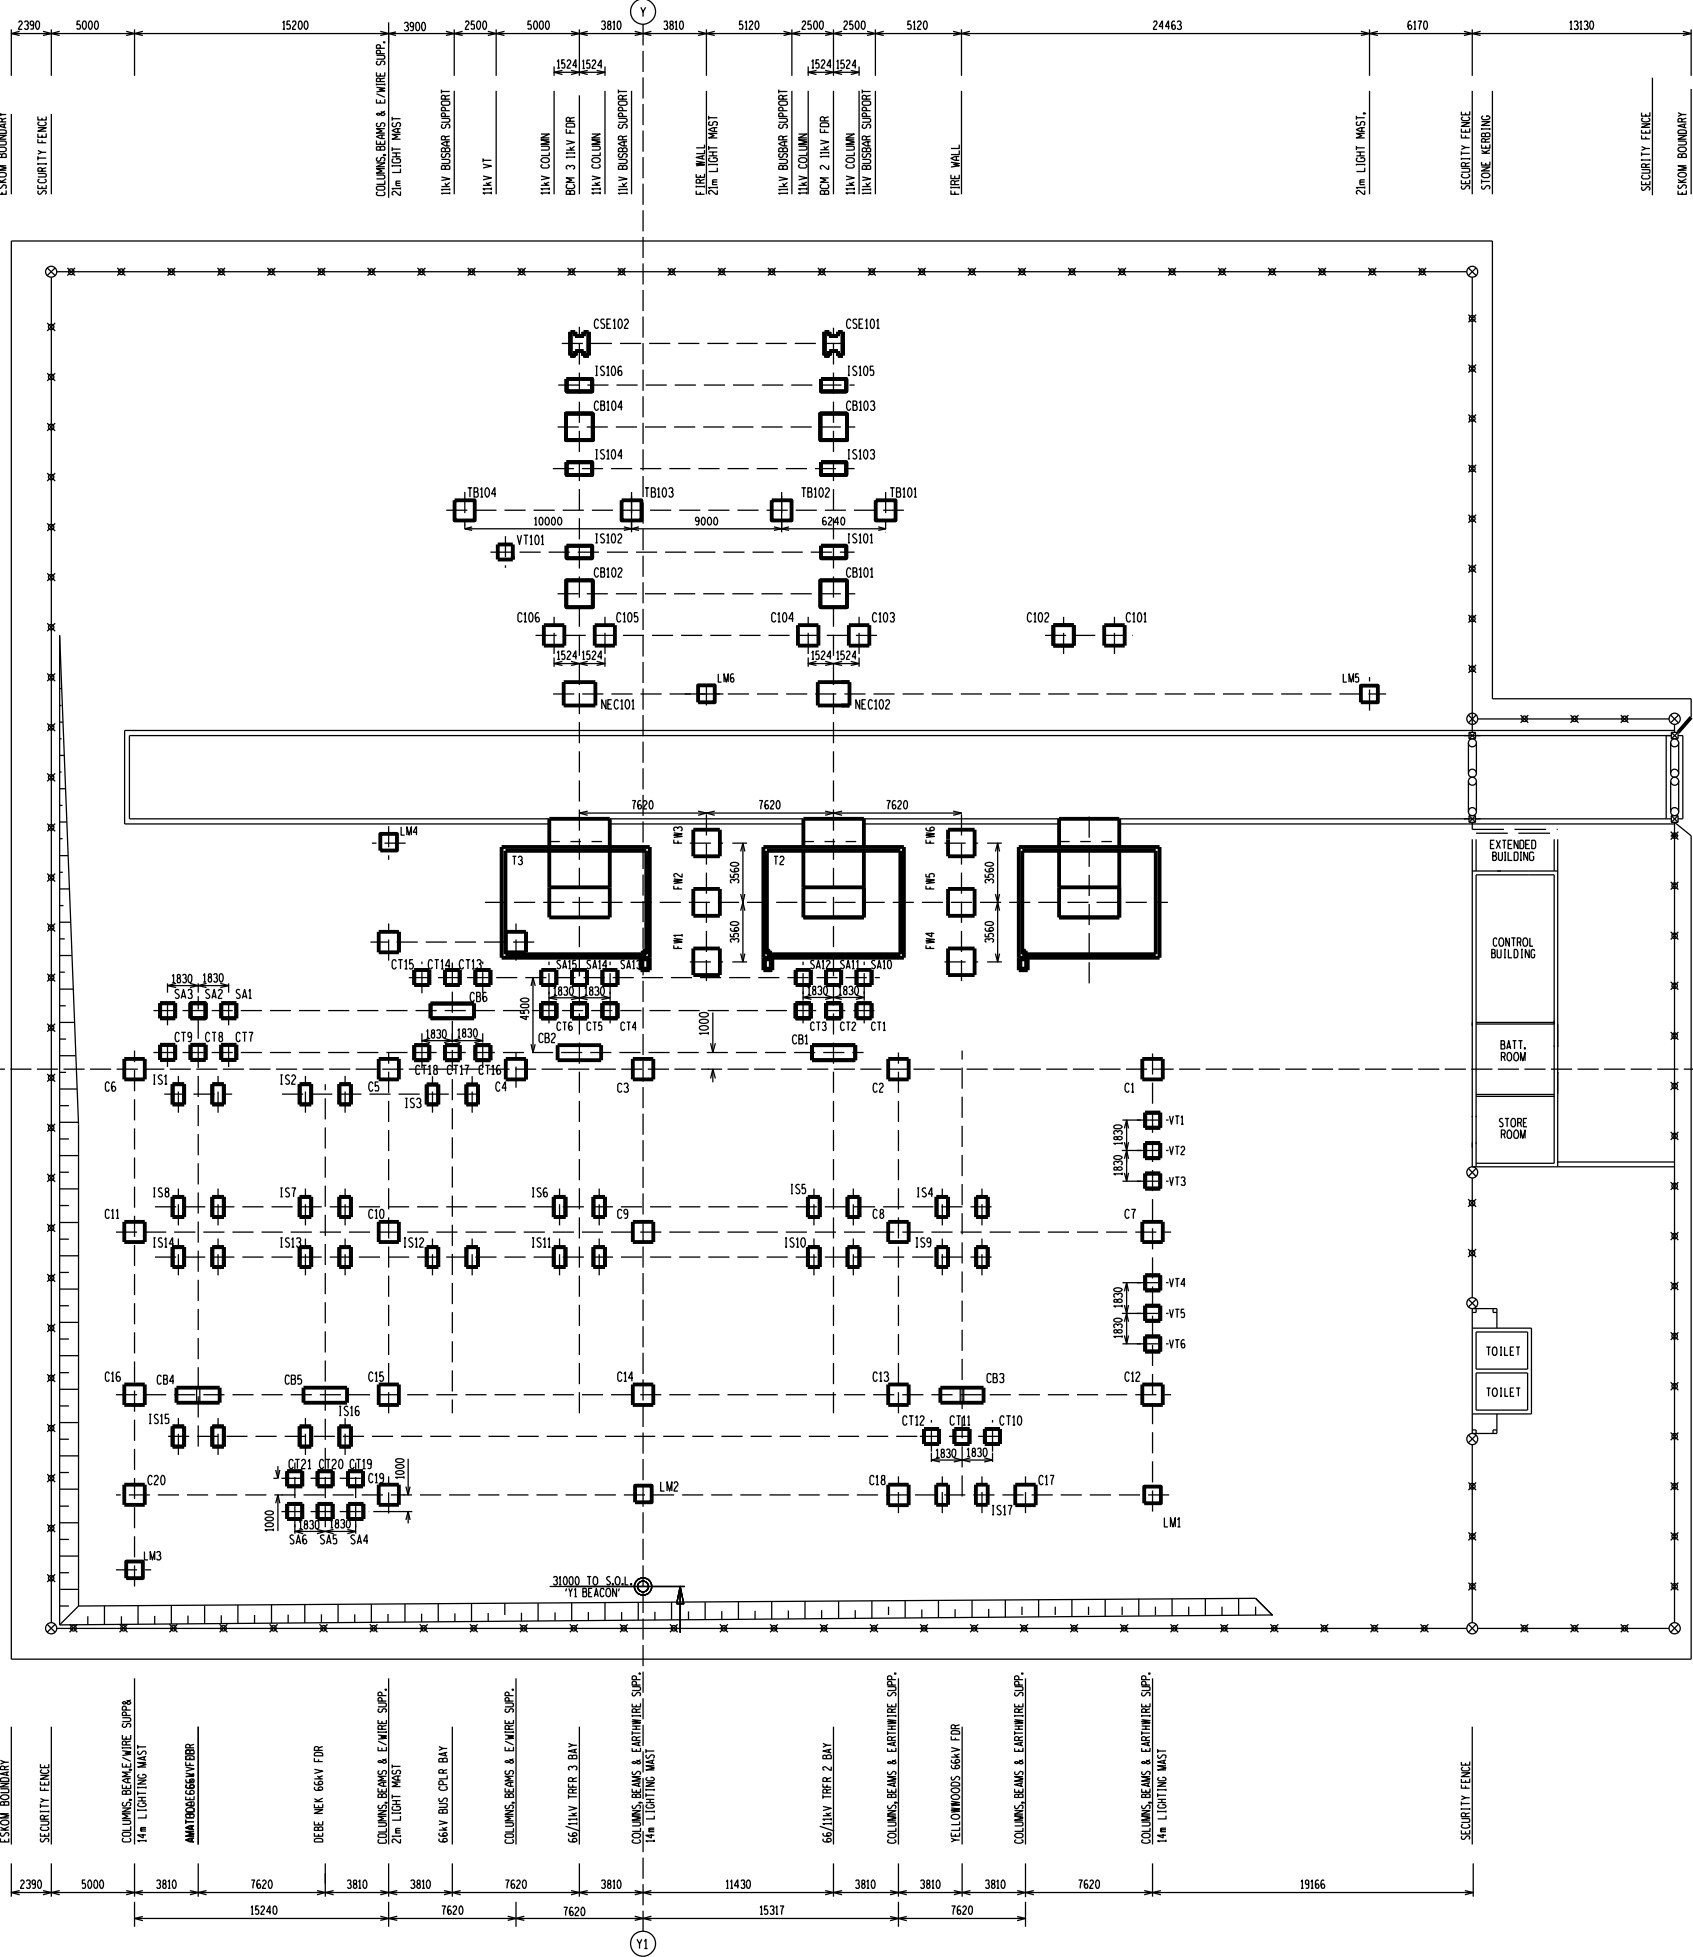 Y
2390 5000 15200 3900 2500 5000 3810 3810 5120 2500 2500 5120 24463 6170 13130
1524 1524 1524 1524
ESKOM BOUNDARY
SECURITY FENCE
COLUMNS,BEAMS & E/WIRE SUPP.
21m LIGHT MAST
11kV BUSBAR SUPPORT
11kV VT
11kV COLUMN
BCM 3 11kV FDR
11kV COLUMN
11kV BUSBAR SUPPORT
FIRE WALL
21m LIGHT MAST
11kV BUSBAR SUPPORT
11kV COLUMN
BCM 2 11kV FDR
11kV COLUMN
11kV BUSBAR SUPPORT
FIRE WALL
21m LIGHT MAST.
SECURITY FENCE
STONE KERBING
SECURITY FENCE
ESKOM BOUNDARY
CSE102 CSE101
IS106 IS105
CB104 CB103
IS104 IS103
TB104 TB103 TB102 TB101
10000 9000 6240
VT101 IS102 IS101
CB102 CB101
C106 C105 C104 C103 C102 C101
1524 1524 1524 1524
LM6 LM5
NEC101 NEC102
7620 7620 7620
LM4 FW3 FW6
T3 T2
3560 3560
FW2 FW5
3560 3560
FW1 FW4
EXTENDED
BUILDING
CONTROL
BUILDING
CT15 CT14 CT13 SA15 SA14 SA13 SA12 SA11 SA10
1830 1830
SA3 SA2 SA1 CB6
1830 1830 1830 1830
4500
CT6 CT5 CT4 CT3 CT2 CT1
1000
CT9 CT8 CT7 1830 1830 CB2 CB1
BATT.
ROOM
CT18 CT17 CT16
C6 IS1 IS2 C5 IS3 C4 C3 C2 C1
VT1
1830
VT2
1830
VT3
STORE
ROOM
IS8 IS7 IS6 IS5 IS4
C11 C10 C9 C8 C7
IS14 IS13 IS12 IS11 IS10 IS9
VT4
1830
VT5
1830
VT6
TOILET
TOILET
C16 CB4 CB5 C15 C14 C13 CB3 C12
IS15 IS16
CT12 CT11 CT10
1830 1830
CT21 CT20 CT19
1000
C20 C19 LM2 C18 C17
IS17
1000
1830 1830
SA6 SA5 SA4
LM1
LM3
31000 TO S.O.L.
'Y1 BEACON'
ESKOM BOUNDARY
SECURITY FENCE
COLUMNS,BEAM,E/WIRE SUPP&
14m LIGHTING MAST
DEBE NEK 66kV FDR
COLUMNS,BEAMS & E/WIRE SUPP.
21m LIGHT MAST
66kV BUS CPLR BAY
COLUMNS,BEAMS & E/WIRE SUPP.
66/11kV TRFR 3 BAY
COLUMNS,BEAMS & EARTHWIRE SUPP.
14m LIGHTING MAST
66/11kV TRFR 2 BAY
COLUMNS,BEAMS & EARTHWIRE SUPP.
YELLOWWOODS 66kV FDR
COLUMNS,BEAMS & EARTHWIRE SUPP.
COLUMNS,BEAMS & EARTHWIRE SUPP.
14m LIGHTING MAST
SECURITY FENCE
2390 5000 3810 7620 3810 3810 7620 3810 11430 3810 3810 3810 7620 19166
15240 7620 7620 15317 7620
Y1